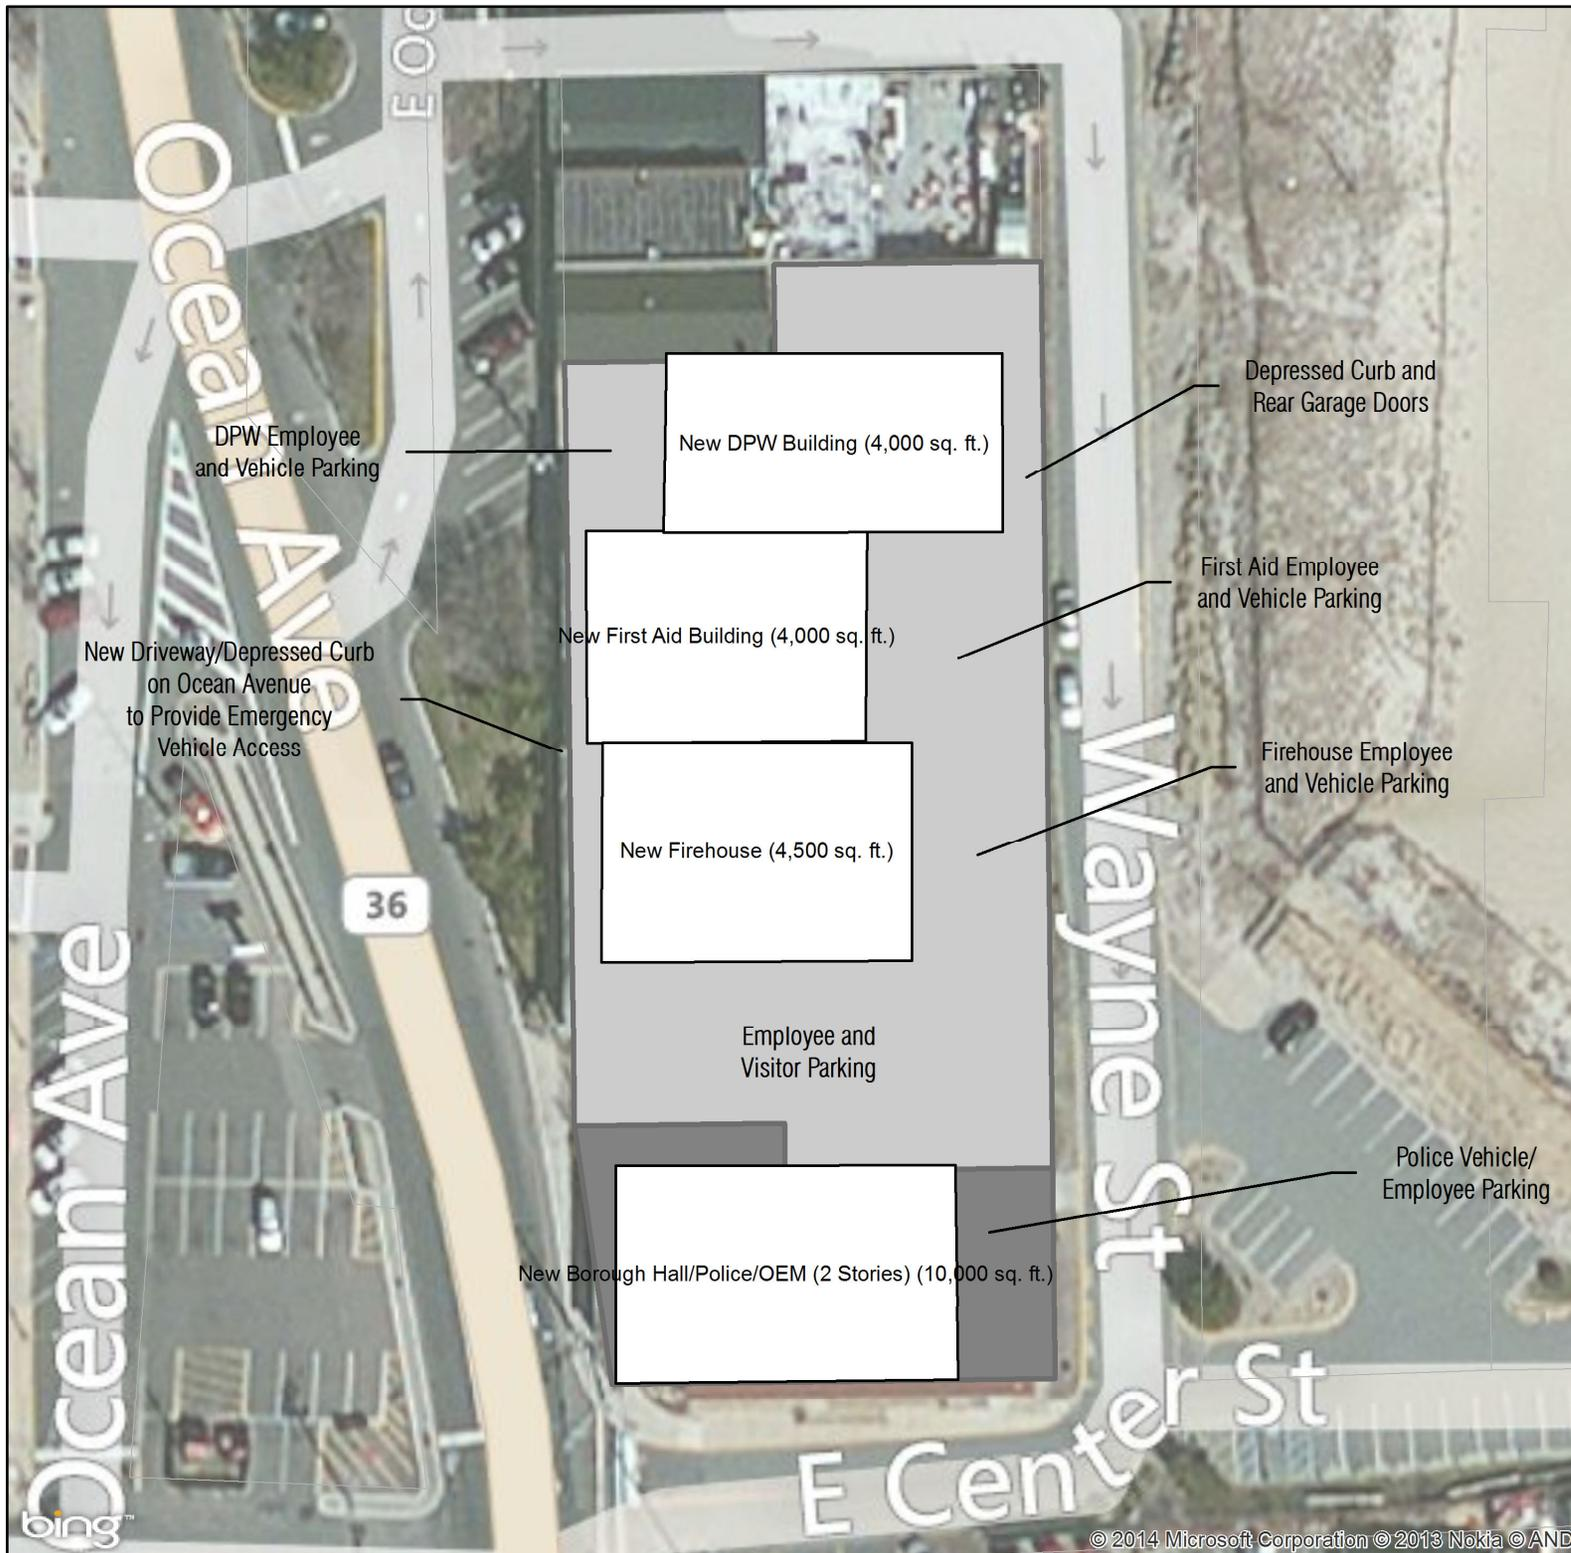 E Oc
Ocean Ave
Depressed Curb and
Rear Garage Doors
DPW Employee
and Vehicle Parking
New DPW Building (4,000 sq. ft.)
First Aid Employee
and Vehicle Parking
New First Aid Building (4,000 sq. ft.)
New Driveway/Depressed Curb
on Ocean Avenue
to Provide Emergency
Vehicle Access
Firehouse Employee
and Vehicle Parking
New Firehouse (4,500 sq. ft.)
36
Wayne St
Ocean Ave
Employee and
Visitor Parking
Police Vehicle/
Employee Parking
New Borough Hall/Police/OEM (2 Stories) (10,000 sq. ft.)
E Center St
bing™
© 2014 Microsoft Corporation © 2013 Nokia © AND